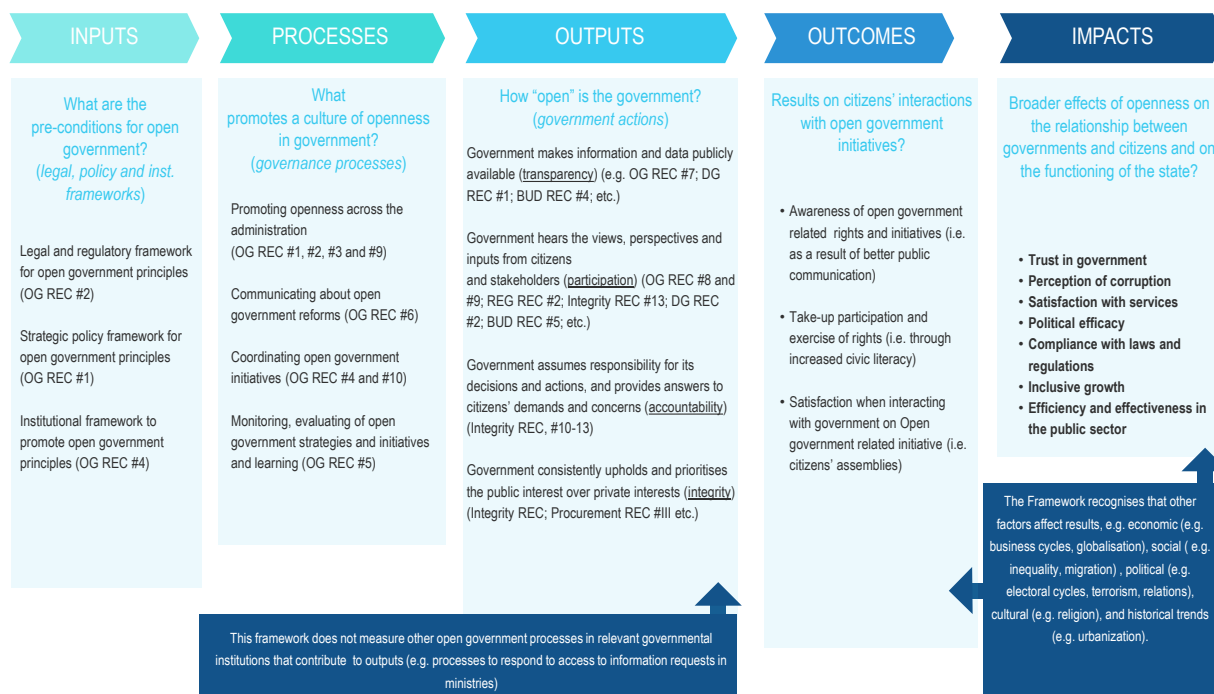 INPUTS
PROCESSES
OUTPUTS
OUTCOMES
IMPACTS
What are the
pre-conditions for open
government?
(legal, policy and inst.
frameworks)
Legal and regulatory framework
for open government principles
(OG REC #2)
Strategic policy framework for
open government principles
(OG REC #1)
Institutional framework to
promote open government
principles (OG REC #4)
What
promotes a culture of openness
in government?
(governance processes)
Promoting openness across the
administration
(OG REC #1, #2, #3 and #9)
Communicating about open
government reforms (OG REC #6)
Coordinating open government
initiatives (OG REC #4 and #10)
Monitoring, evaluating of open
government strategies and initiatives
and learning (OG REC #5)
How “open” is the government?
(government actions)
Government makes information and data publicly
available (transparency) (e.g. OG REC #7; DG
REC #1; BUD REC #4; etc.)
Government hears the views, perspectives and
inputs from citizens
and stakeholders (participation) (OG REC #8 and
#9; REG REC #2; Integrity REC #13; DG REC
#2; BUD REC #5; etc.)
Government assumes responsibility for its
decisions and actions, and provides answers to
citizens’ demands and concerns (accountability)
(Integrity REC, #10-13)
Government consistently upholds and prioritises
the public interest over private interests (integrity)
(Integrity REC; Procurement REC #III etc.)
Results on citizens’ interactions
with open government
initiatives?
• Awareness of open government
related rights and initiatives (i.e.
as a result of better public
communication)
• Take-up participation and
exercise of rights (i.e. through
increased civic literacy)
• Satisfaction when interacting
with government on Open
government related initiative (i.e.
citizens’ assemblies)
Broader effects of openness on
the relationship between
governments and citizens and on
the functioning of the state?
• Trust in government
• Perception of corruption
• Satisfaction with services
• Political efficacy
• Compliance with laws and
regulations
• Inclusive growth
• Efficiency and effectiveness in
the public sector
The Framework recognises that other
factors affect results, e.g. economic (e.g.
business cycles, globalisation), social ( e.g.
inequality, migration) , political (e.g.
electoral cycles, terrorism, relations),
cultural (e.g. religion), and historical trends
(e.g. urbanization).
This framework does not measure other open government processes in relevant governmental
institutions that contribute to outputs (e.g. processes to respond to access to information requests in
ministries)